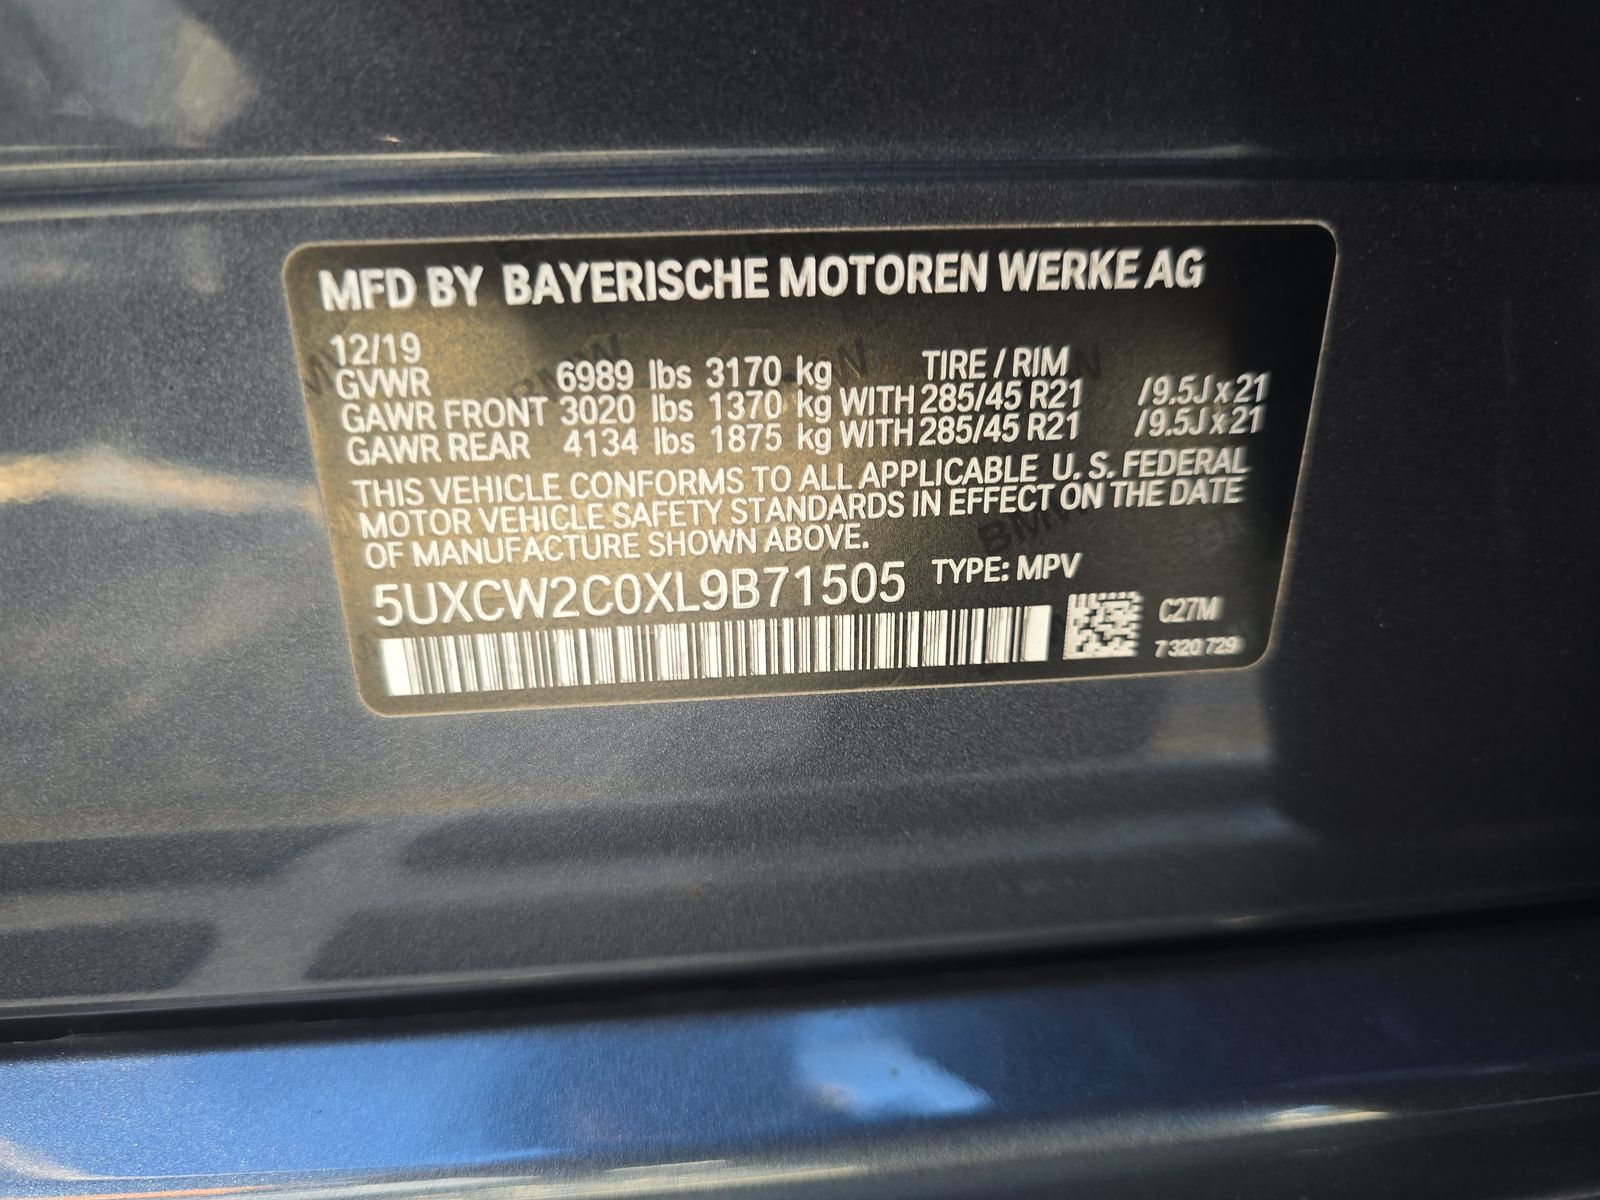 MFD BY BAYERISCHE MOTOREN WERKE AG
12/19
GVWR 6989 lbs 3170 kg TIRE / RIM
GAWR FRONT 3020 lbs 1370 kg WITH 285/45 R21 /9.5J x 21
GAWR REAR 4134 lbs 1875 kg WITH 285/45 R21 /9.5J x 21
THIS VEHICLE CONFORMS TO ALL APPLICABLE U. S. FEDERAL
MOTOR VEHICLE SAFETY STANDARDS IN EFFECT ON THE DATE
OF MANUFACTURE SHOWN ABOVE.
5UXCW2C0XL9B71505 TYPE: MPV
C27M
7 320 729